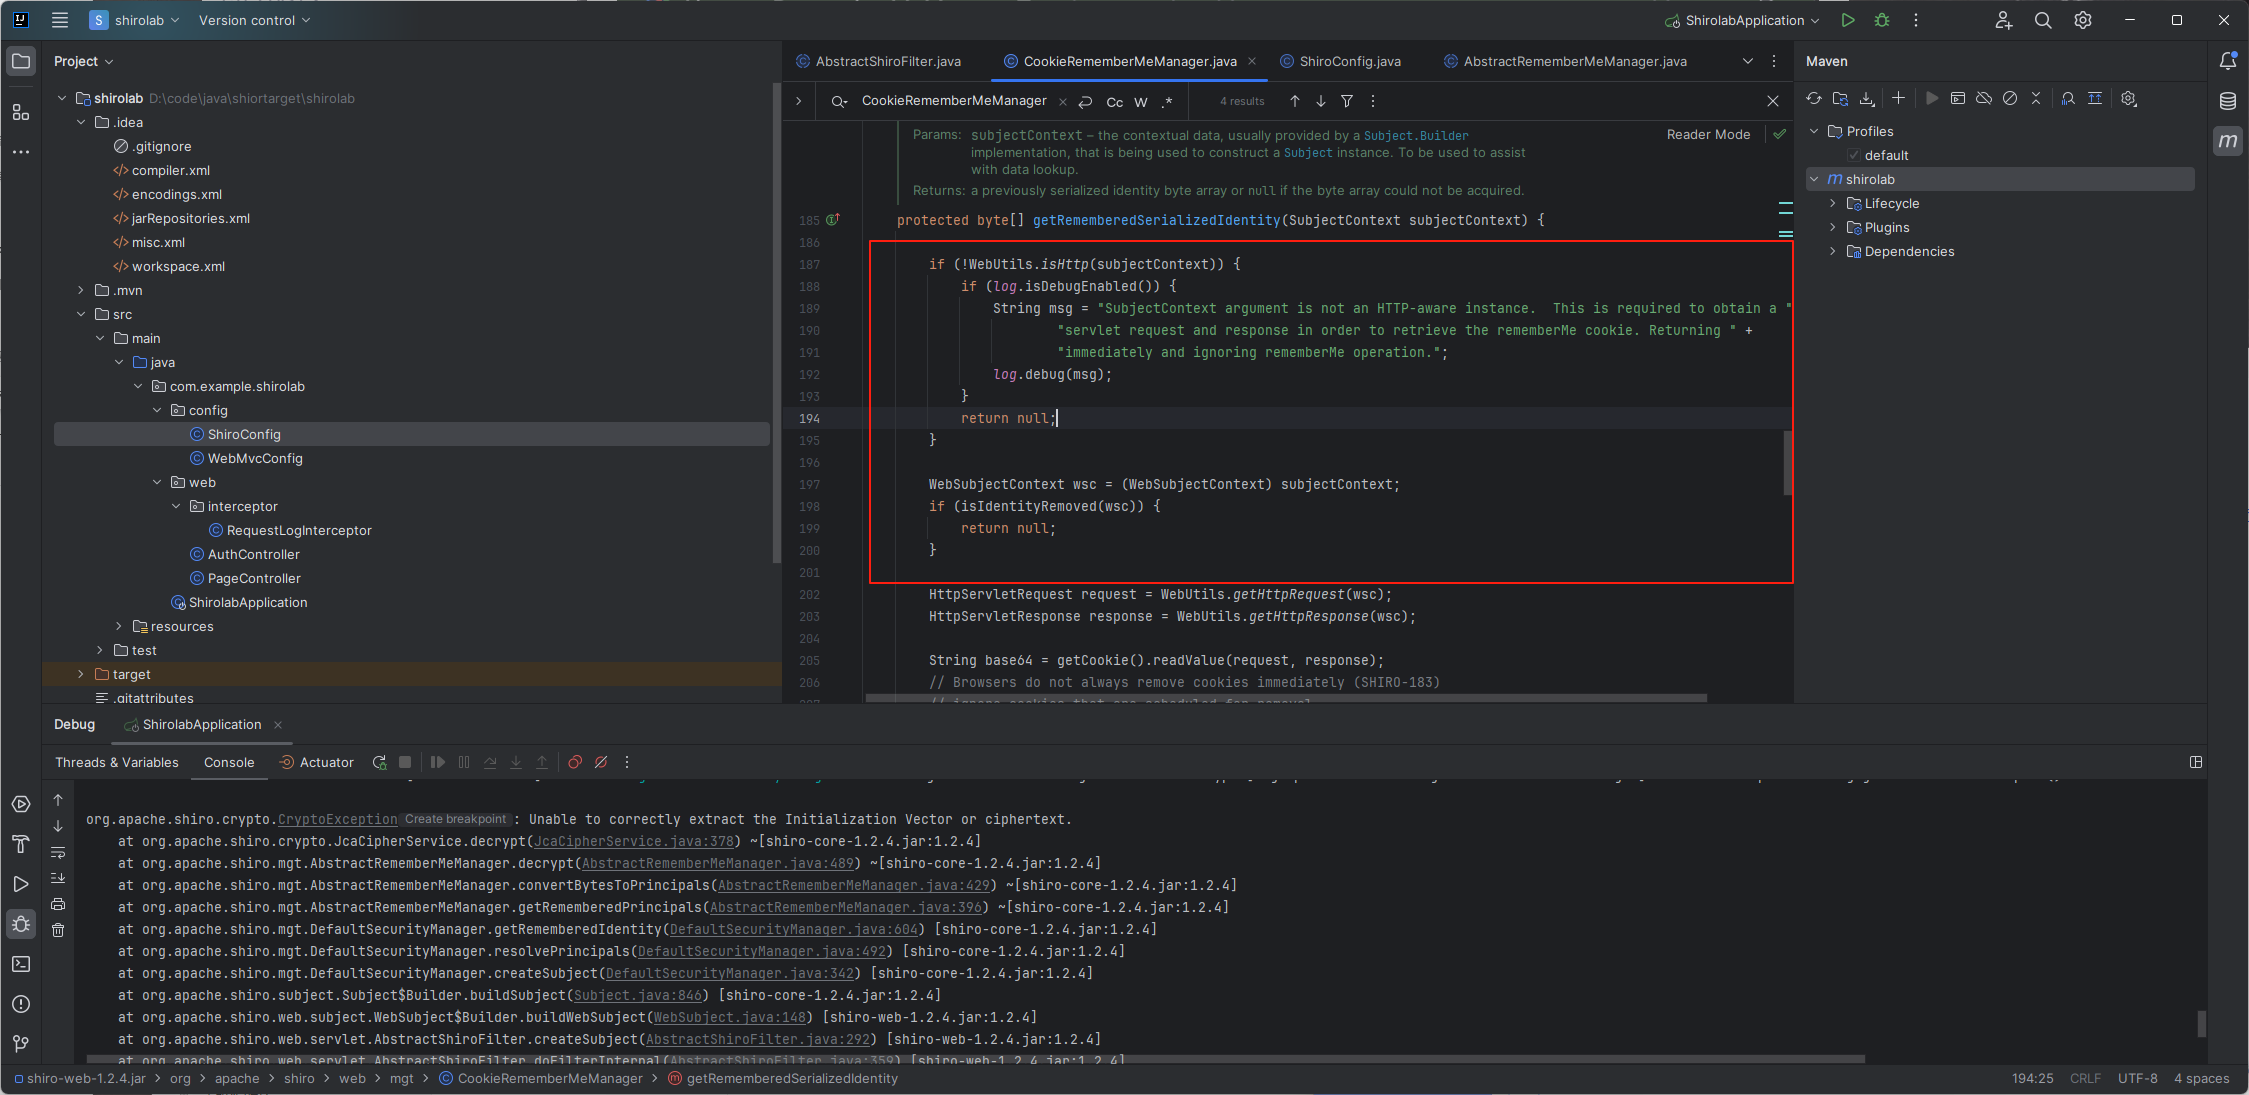 shirolab
Version control
ShirolabApplication
Project
shirolab D:\code\java\shiortarget\shirolab
.idea
.gitignore
compiler.xml
encodings.xml
jarRepositories.xml
misc.xml
workspace.xml
.mvn
src
main
java
com.example.shirolab
config
ShiroConfig
WebMvcConfig
web
interceptor
RequestLogInterceptor
AuthController
PageController
ShirolabApplication
resources
test
target
.gitattributes
AbstractShiroFilter.java
CookieRememberMeManager.java
ShiroConfig.java
AbstractRememberMeManager.java
CookieRememberMeManager
Cc W .*
4 results
Reader Mode
Params: subjectContext – the contextual data, usually provided by a Subject.Builder
implementation, that is being used to construct a Subject instance. To be used to assist
with data lookup.
Returns: a previously serialized identity byte array or null if the byte array could not be acquired.
185 protected byte[] getRememberedSerializedIdentity(SubjectContext subjectContext) {
186
187 if (!WebUtils.isHttp(subjectContext)) {
188 if (log.isDebugEnabled()) {
189 String msg = "SubjectContext argument is not an HTTP-aware instance.  This is required to obtain a "
190 "servlet request and response in order to retrieve the rememberMe cookie. Returning " +
191 "immediately and ignoring rememberMe operation.";
192 log.debug(msg);
193 }
194 return null;
195 }
196
197 WebSubjectContext wsc = (WebSubjectContext) subjectContext;
198 if (isIdentityRemoved(wsc)) {
199 return null;
200 }
201
202 HttpServletRequest request = WebUtils.getHttpRequest(wsc);
203 HttpServletResponse response = WebUtils.getHttpResponse(wsc);
204
205 String base64 = getCookie().readValue(request, response);
206 // Browsers do not always remove cookies immediately (SHIRO-183)
// ignore cookies that are scheduled for removal
Maven
Profiles
default
shirolab
Lifecycle
Plugins
Dependencies
Debug
ShirolabApplication
Threads & Variables
Console
Actuator
org.apache.shiro.crypto.CryptoException Create breakpoint : Unable to correctly extract the Initialization Vector or ciphertext.
at org.apache.shiro.crypto.JcaCipherService.decrypt(JcaCipherService.java:378) ~[shiro-core-1.2.4.jar:1.2.4]
at org.apache.shiro.mgt.AbstractRememberMeManager.decrypt(AbstractRememberMeManager.java:489) ~[shiro-core-1.2.4.jar:1.2.4]
at org.apache.shiro.mgt.AbstractRememberMeManager.convertBytesToPrincipals(AbstractRememberMeManager.java:429) ~[shiro-core-1.2.4.jar:1.2.4]
at org.apache.shiro.mgt.AbstractRememberMeManager.getRememberedPrincipals(AbstractRememberMeManager.java:396) ~[shiro-core-1.2.4.jar:1.2.4]
at org.apache.shiro.mgt.DefaultSecurityManager.getRememberedIdentity(DefaultSecurityManager.java:604) [shiro-core-1.2.4.jar:1.2.4]
at org.apache.shiro.mgt.DefaultSecurityManager.resolvePrincipals(DefaultSecurityManager.java:492) [shiro-core-1.2.4.jar:1.2.4]
at org.apache.shiro.mgt.DefaultSecurityManager.createSubject(DefaultSecurityManager.java:342) [shiro-core-1.2.4.jar:1.2.4]
at org.apache.shiro.subject.Subject$Builder.buildSubject(Subject.java:846) [shiro-core-1.2.4.jar:1.2.4]
at org.apache.shiro.web.subject.WebSubject$Builder.buildWebSubject(WebSubject.java:148) [shiro-web-1.2.4.jar:1.2.4]
at org.apache.shiro.web.servlet.AbstractShiroFilter.createSubject(AbstractShiroFilter.java:292) [shiro-web-1.2.4.jar:1.2.4]
at org.apache.shiro.web.servlet.AbstractShiroFilter.doFilterInternal(AbstractShiroFilter.java:359) [shiro-web-1.2.4.jar:1.2.4]
shiro-web-1.2.4.jar > org > apache > shiro > web > mgt > CookieRememberMeManager > getRememberedSerializedIdentity
194:25 CRLF UTF-8 4 spaces